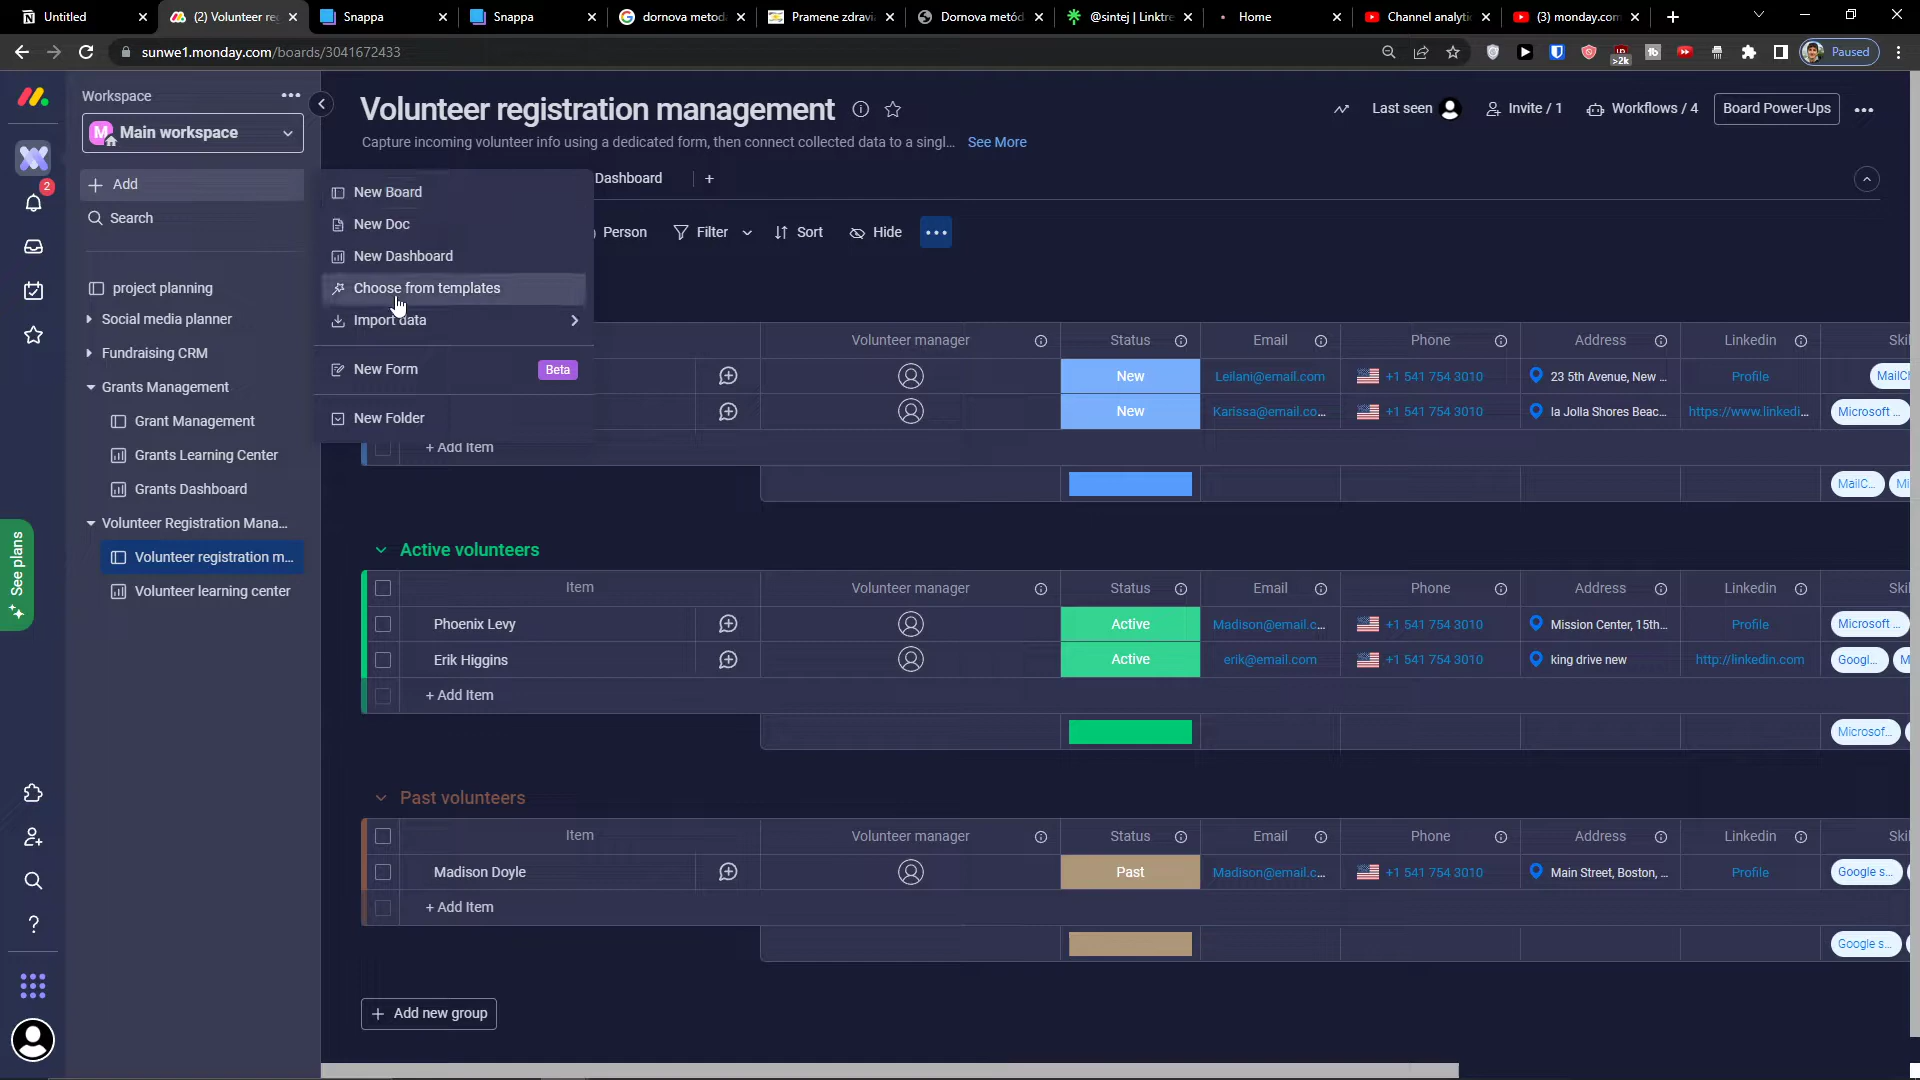 Untitled
(2) Volunteer re
Snappa
Snappa
dornova metod
Pramene zdravi
Dornova metód
@sintej | Linktre
Home
Channel analyti
(3) monday.com
sunwe1.monday.com/boards/3041672433
>2k
Paused
Workspace
M Main workspace
Add
Search
2
project planning
Social media planner
Fundraising CRM
Grants Management
Grant Management
Grants Learning Center
Grants Dashboard
Volunteer Registration Mana...
Volunteer registration m...
Volunteer learning center
See plans
Volunteer registration management
Last seen
Invite / 1
Workflows / 4
Board Power-Ups
Capture incoming volunteer info using a dedicated form, then connect collected data to a singl... See More
Dashboard
Person
Filter
Sort
Hide
New Board
New Doc
New Dashboard
Choose from templates
Import data
New Form Beta
New Folder
Volunteer manager Status Email Phone Address Linkedin Skil
New Leilani@email.com +1 541 754 3010 23 5th Avenue, New ... Profile MailCh
New Karissa@email.co... +1 541 754 3010 la Jolla Shores Beac... https://www.linkedi... Microsoft ...
+ Add Item
MailC... Mi
Active volunteers
Item Volunteer manager Status Email Phone Address Linkedin Skil
Phoenix Levy Active Madison@email.c... +1 541 754 3010 Mission Center, 15th... Profile Microsoft ...
Erik Higgins Active erik@email.com +1 541 754 3010 king drive new http://linkedin.com Googl... M
+ Add Item
Microsof...
Past volunteers
Item Volunteer manager Status Email Phone Address Linkedin Skil
Madison Doyle Past Madison@email.c... +1 541 754 3010 Main Street, Boston, ... Profile Google s...
+ Add Item
Google s...
Add new group